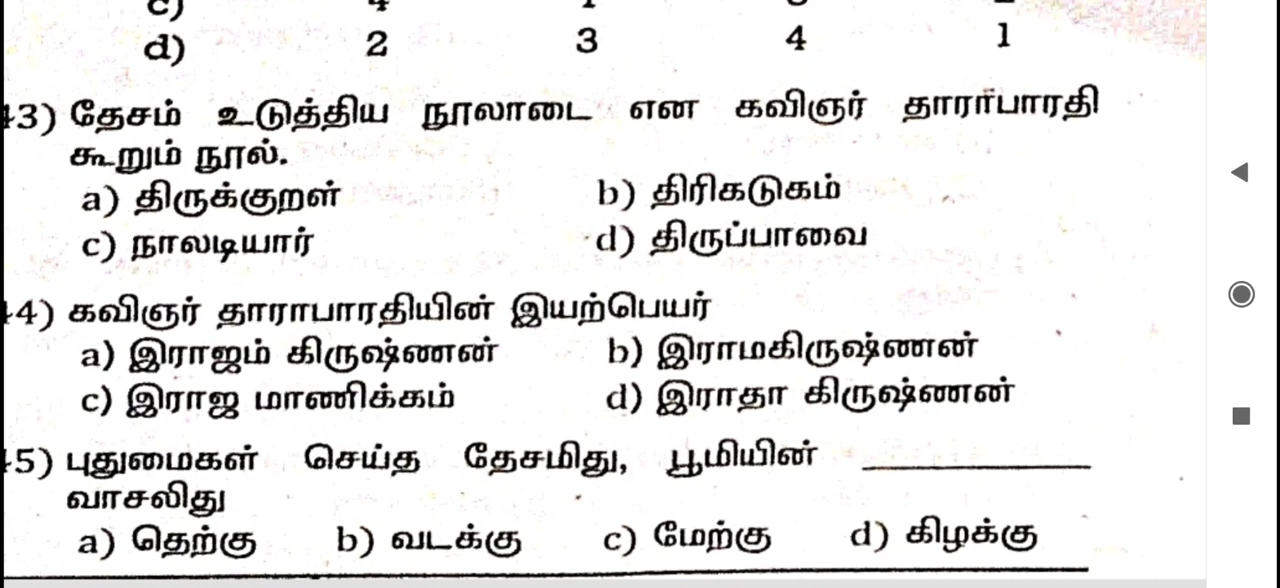 d) 2 3 4 1
43) தேசம் உடுத்திய நூலாடை என கவிஞர் தாராபாரதி
கூறும் நூல்.
a) திருக்குறள் b) திரிகடுகம்
c) நாலடியார் d) திருப்பாவை
44) கவிஞர் தாராபாரதியின் இயற்பெயர்
a) இராஜம் கிருஷ்ணன் b) இராமகிருஷ்ணன்
c) இராஜ மாணிக்கம் d) இராதா கிருஷ்ணன்
45) புதுமைகள் செய்த தேசமிது, பூமியின் ____________
வாசலிது
a) தெற்கு b) வடக்கு c) மேற்கு d) கிழக்கு